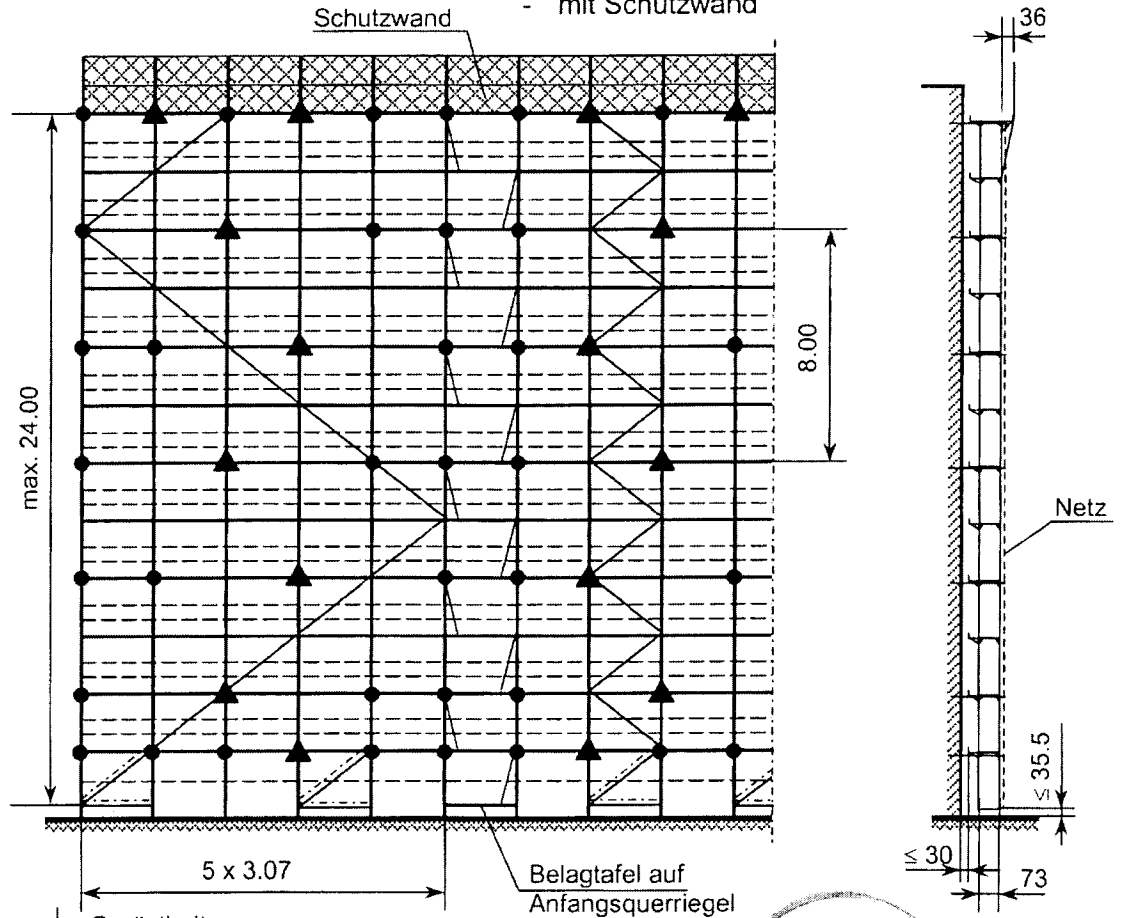 - mit Schutzwand
Schutzwand
36
max. 24.00
8.00
Netz
≤ 35.5
5 x 3.07
≤ 30
73
Belagtafel auf
Anfangsquerriegel